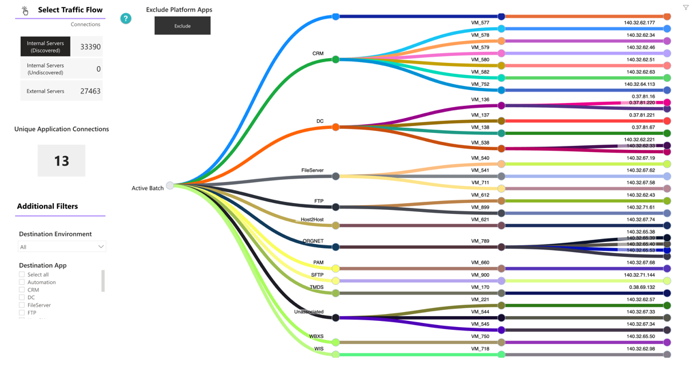 Select Traffic Flow
Connections:
Internal Servers
(Discovered)
33390
Internal Servers
(Undiscovered)
0
External Servers
27463
Unique Application Connections
13
Additional Filters
Destination Environment
All
Destination App
Select all
Automation
CRM
DC
FileServer
FTP
?
Exclude Platform Apps
Exclude
Active Batch
CRM
DC
FileServer
FTP
HostzHost
ORGNET
PAM
SFTP
TMDS
Unassociated
WBXS
WIS
VM_577
VM_578
VM_579
VM_580
VM_582
VM_752
VM_136
VM_137
VM_138
VM_538
VM_540
VM_541
VM_711
VM_612
VM_699
VM_621
VM_789
VM_660
VM_900
VM_170
VM_221
VM_544
VM_545
VM_750
VM_718
140.32.62.177
140.32.62.34
140.32.62.46
140.32.62.51
140.32.62.63
140.32.64.113
0.37.81.16
0.37.81.220
0.37.81.221
0.37.81.67
140.32.62.221
140.32.62.33
140.32.67.19
140.32.67.62
140.32.67.58
140.32.62.43
140.32.71.61
140.32.67.74
140.32.65.38
140.32.65.40
140.32.67.68
140.32.71.144
0.38.69.132
140.32.62.57
140.32.67.33
140.32.67.34
140.32.65.50
140.32.62.98